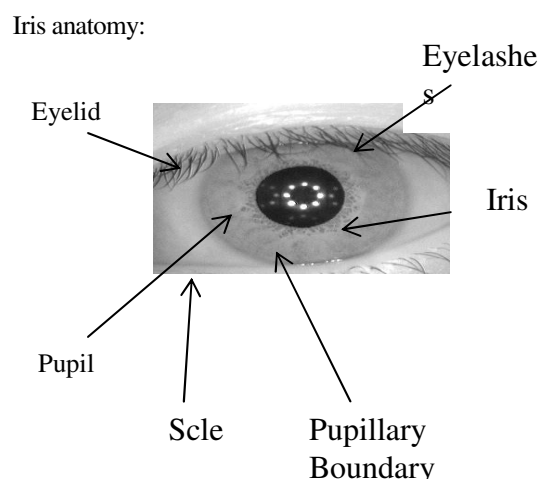 Iris anatomy:
Eyelashe
s
Eyelid
Iris
Pupil
Scle
Pupillary
Boundary